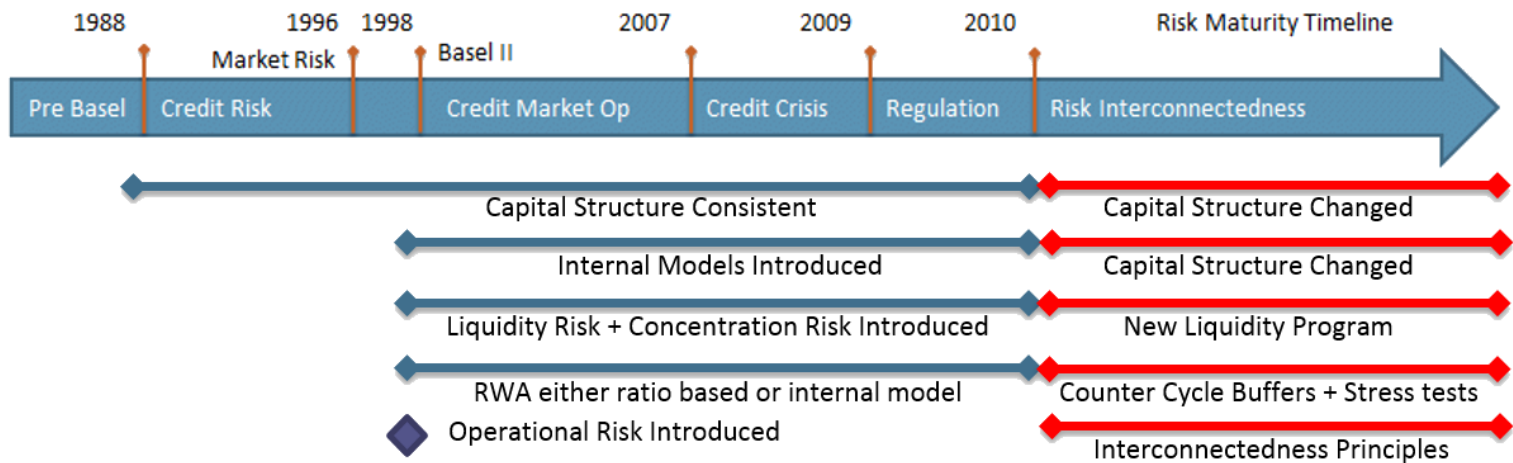 1988 1996 1998 2007 2009 2010 Risk Maturity Timeline
Market Risk Basel II
Pre Basel Credit Risk Credit Market Op Credit Crisis Regulation Risk Interconnectedness
Capital Structure Consistent Capital Structure Changed
Internal Models Introduced Capital Structure Changed
Liquidity Risk + Concentration Risk Introduced New Liquidity Program
RWA either ratio based or internal model Counter Cycle Buffers + Stress tests
Operational Risk Introduced Interconnectedness Principles